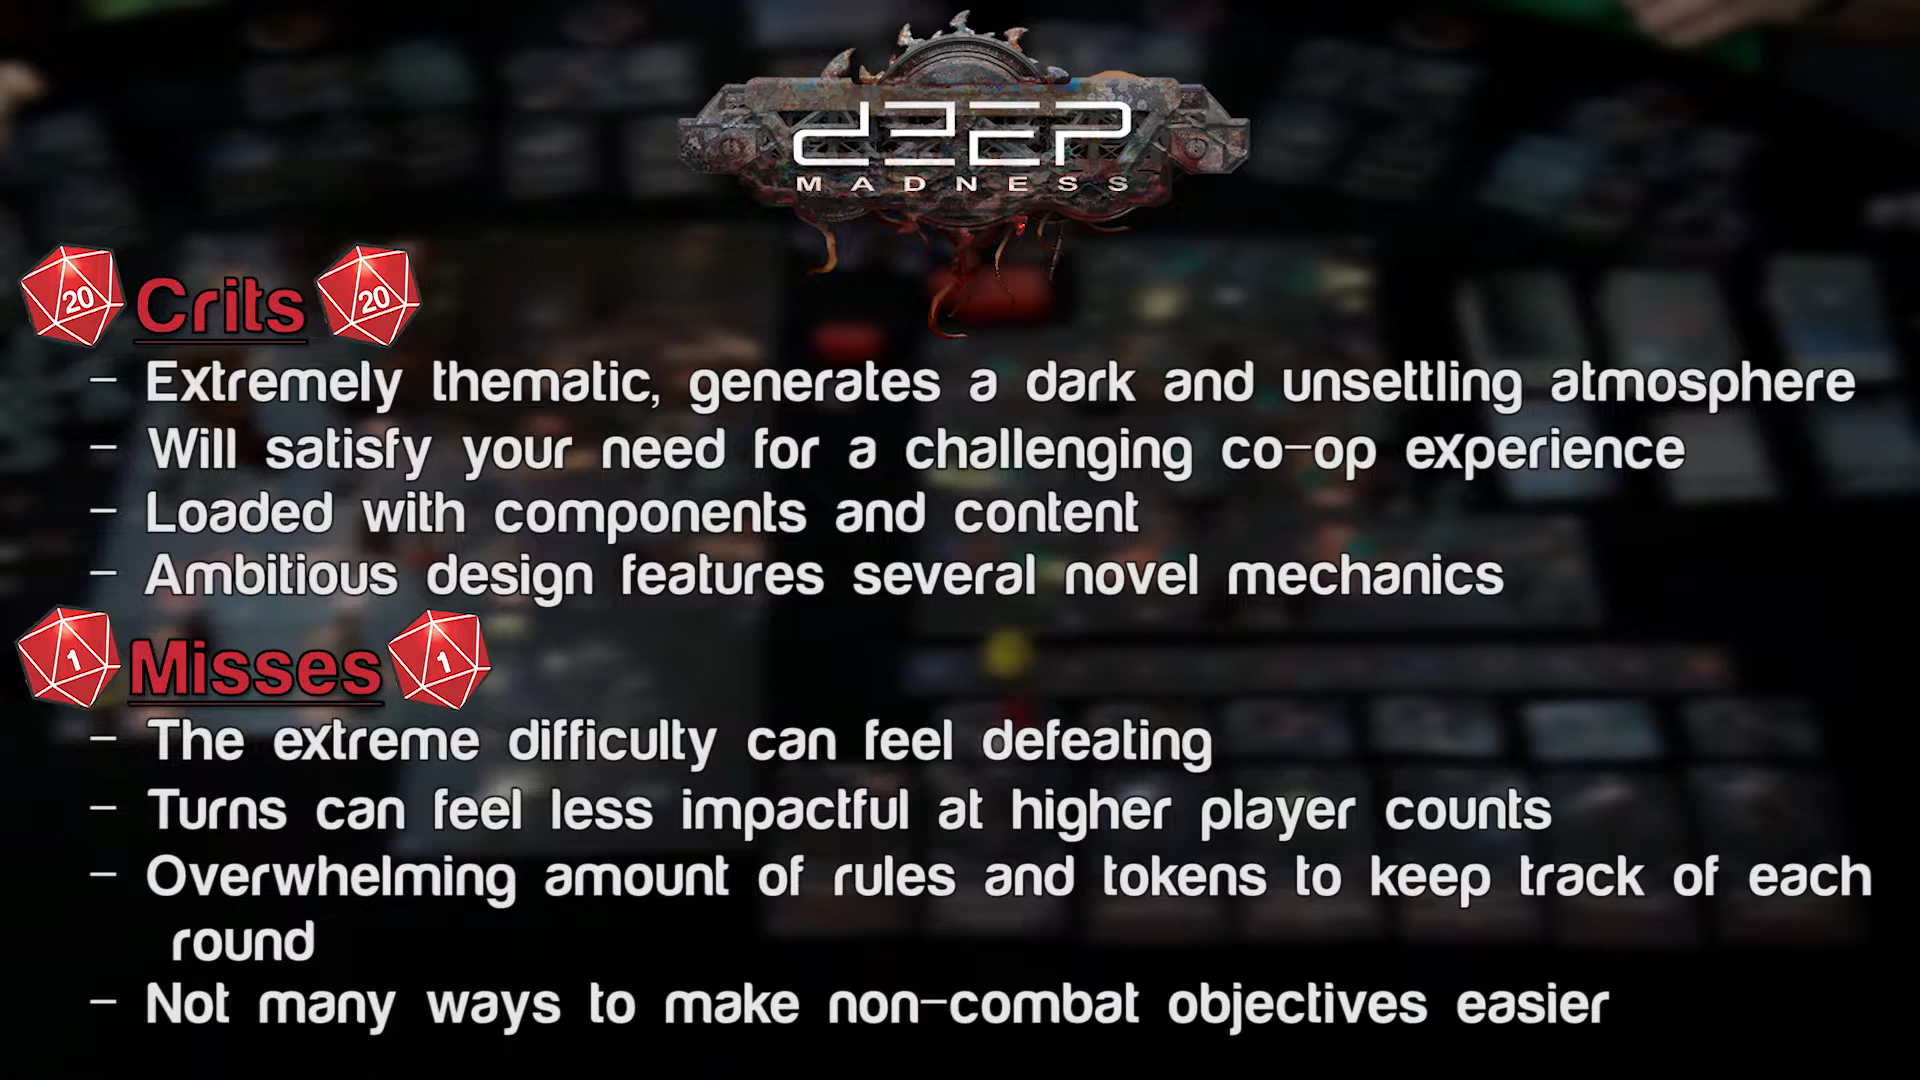 deep
MADNESS
20 Crits 20
– Extremely thematic, generates a dark and unsettling atmosphere
– Will satisfy your need for a challenging co-op experience
– Loaded with components and content
– Ambitious design features several novel mechanics
1 Misses 1
– The extreme difficulty can feel defeating
– Turns can feel less impactful at higher player counts
– Overwhelming amount of rules and tokens to keep track of each
round
– Not many ways to make non-combat objectives easier